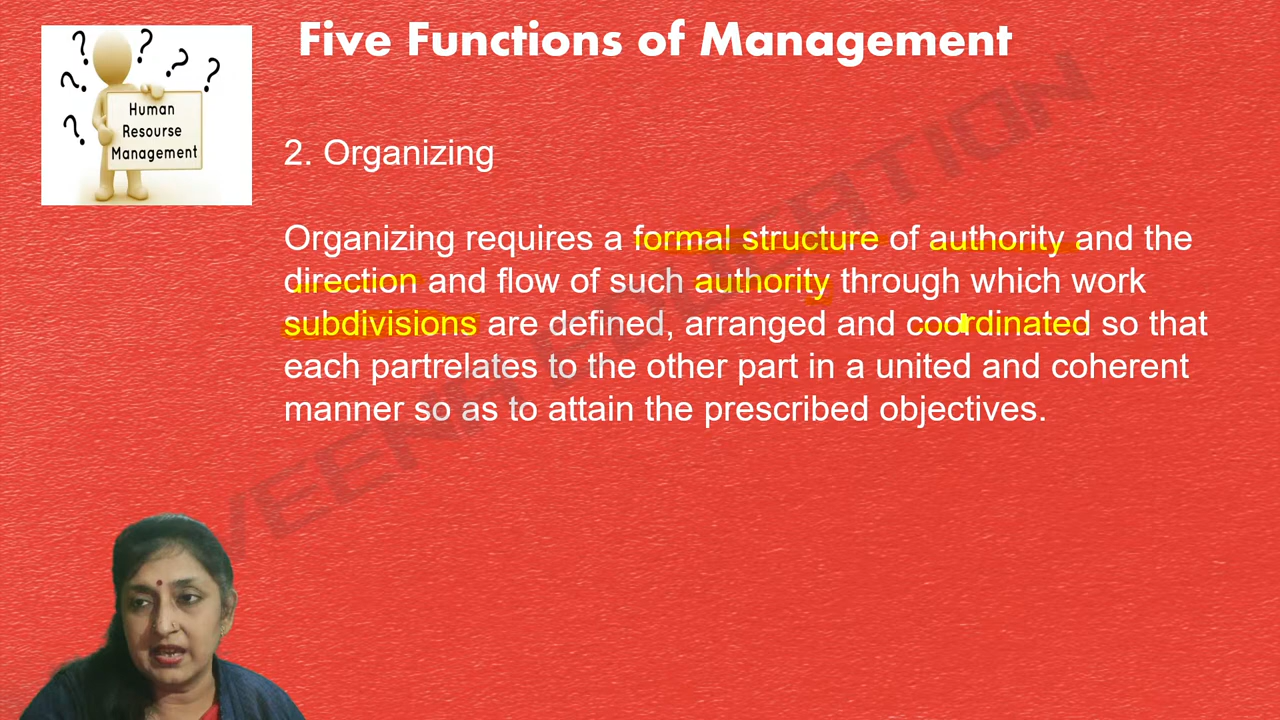 Five Functions of Management
Human
Resourse
Management
2. Organizing
Organizing requires a formal structure of authority and the
direction and flow of such authority through which work
subdivisions are defined, arranged and coordinated so that
each partrelates to the other part in a united and coherent
manner so as to attain the prescribed objectives.